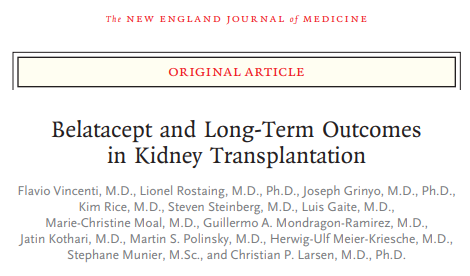 The NEW ENGLAND JOURNAL of MEDICINE
ORIGINAL ARTICLE
Belatacept and Long-Term Outcomes
in Kidney Transplantation
Flavio Vincenti, M.D., Lionel Rostaing, M.D., Ph.D., Joseph Grinyo, M.D., Ph.D.,
Kim Rice, M.D., Steven Steinberg, M.D., Luis Gaite, M.D.,
Marie-Christine Moal, M.D., Guillermo A. Mondragon-Ramirez, M.D.,
Jatin Kothari, M.D., Martin S. Polinsky, M.D., Herwig-Ulf Meier-Kriesche, M.D.,
Stephane Munier, M.Sc., and Christian P. Larsen, M.D., Ph.D.